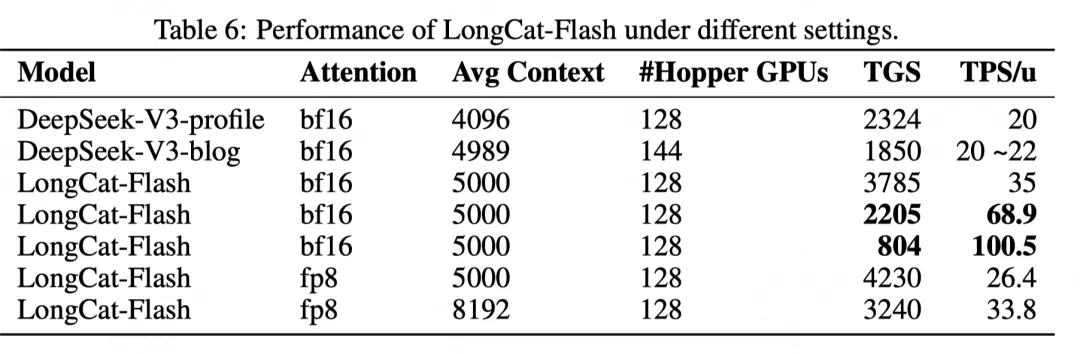 Table 6: Performance of LongCat-Flash under different settings.
Model Attention Avg Context #Hopper GPUs TGS TPS/u
DeepSeek-V3-profile bf16 4096 128 2324 20
DeepSeek-V3-blog bf16 4989 144 1850 20 ~22
LongCat-Flash bf16 5000 128 3785 35
LongCat-Flash bf16 5000 128 2205 68.9
LongCat-Flash bf16 5000 128 804 100.5
LongCat-Flash fp8 5000 128 4230 26.4
LongCat-Flash fp8 8192 128 3240 33.8